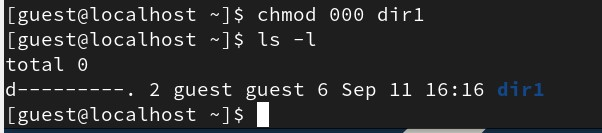 [guest@localhost ~]$ chmod 000 dir1
[guest@localhost ~]$ ls -l
total 0
d---------. 2 guest guest 6 Sep 11 16:16 dir1
[guest@localhost ~]$